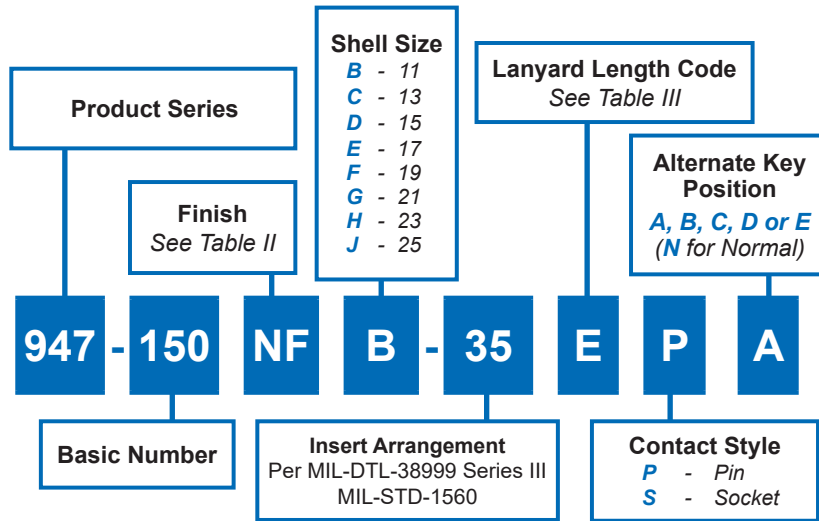 Shell Size
B - 11
C - 13
D - 15
E - 17
F - 19
G - 21
H - 23
J - 25
Lanyard Length Code
See Table III
Product Series
Alternate Key
Position
A, B, C, D or E
(N for Normal)
Finish
See Table II
947 - 150 NF B - 35 E P A
Basic Number
Insert Arrangement
Per MIL-DTL-38999 Series III
MIL-STD-1560
Contact Style
P - Pin
S - Socket